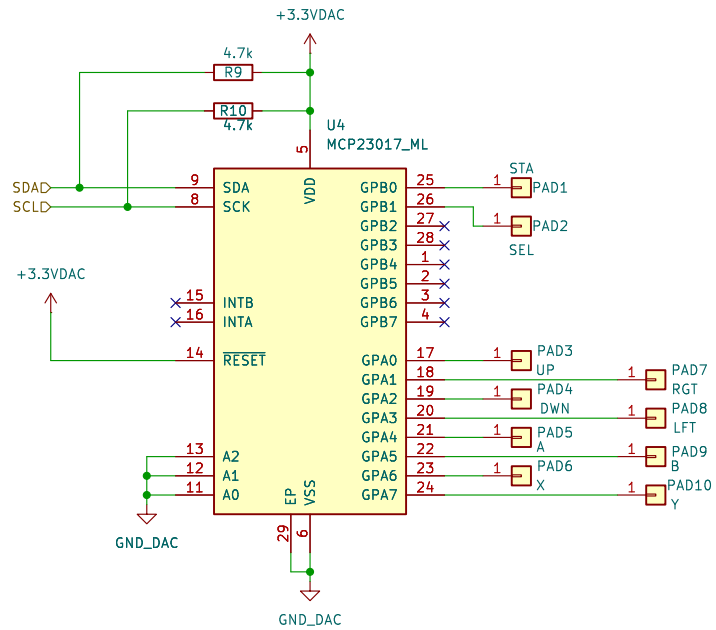 +3.3VDAC
4.7k
R9
R10
4.7k
U4
MCP23017_ML
5
VDD
SDA
9
SDA
SCL
8
SCK
GPB0
25
1
STA
PAD1
GPB1
26
1
PAD2
SEL
GPB2
27
GPB3
28
GPB4
1
GPB5
2
GPB6
3
GPB7
4
+3.3VDAC
15
INTB
16
INTA
14
RESET
GPA0
17
1
PAD3
UP
GPA1
18
1
PAD7
RGT
GPA2
19
1
PAD4
DWN
GPA3
20
1
PAD8
LFT
GPA4
21
1
PAD5
A
GPA5
22
1
PAD9
B
GPA6
23
1
PAD6
X
GPA7
24
1
PAD10
Y
13
A2
12
A1
11
A0
GND_DAC
EP
VSS
29
6
GND_DAC